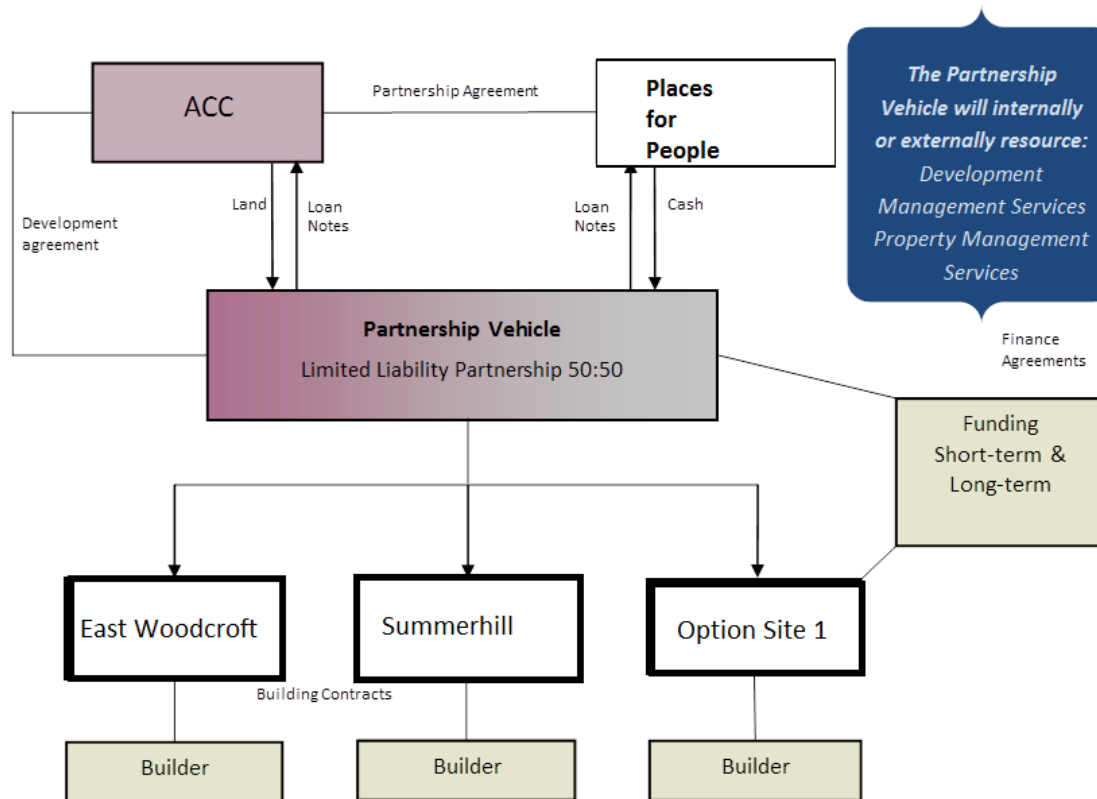 ACC
Partnership Agreement
Places
for
People
The Partnership
Vehicle will internally
or externally resource:
Development
Management Services
Property Management
Services
Development
agreement
Land
Loan
Notes
Loan
Notes
Cash
Partnership Vehicle
Limited Liability Partnership 50:50
Finance
Agreements
Funding
Short-term &
Long-term
East Woodcroft
Summerhill
Option Site 1
Building Contracts
Builder
Builder
Builder